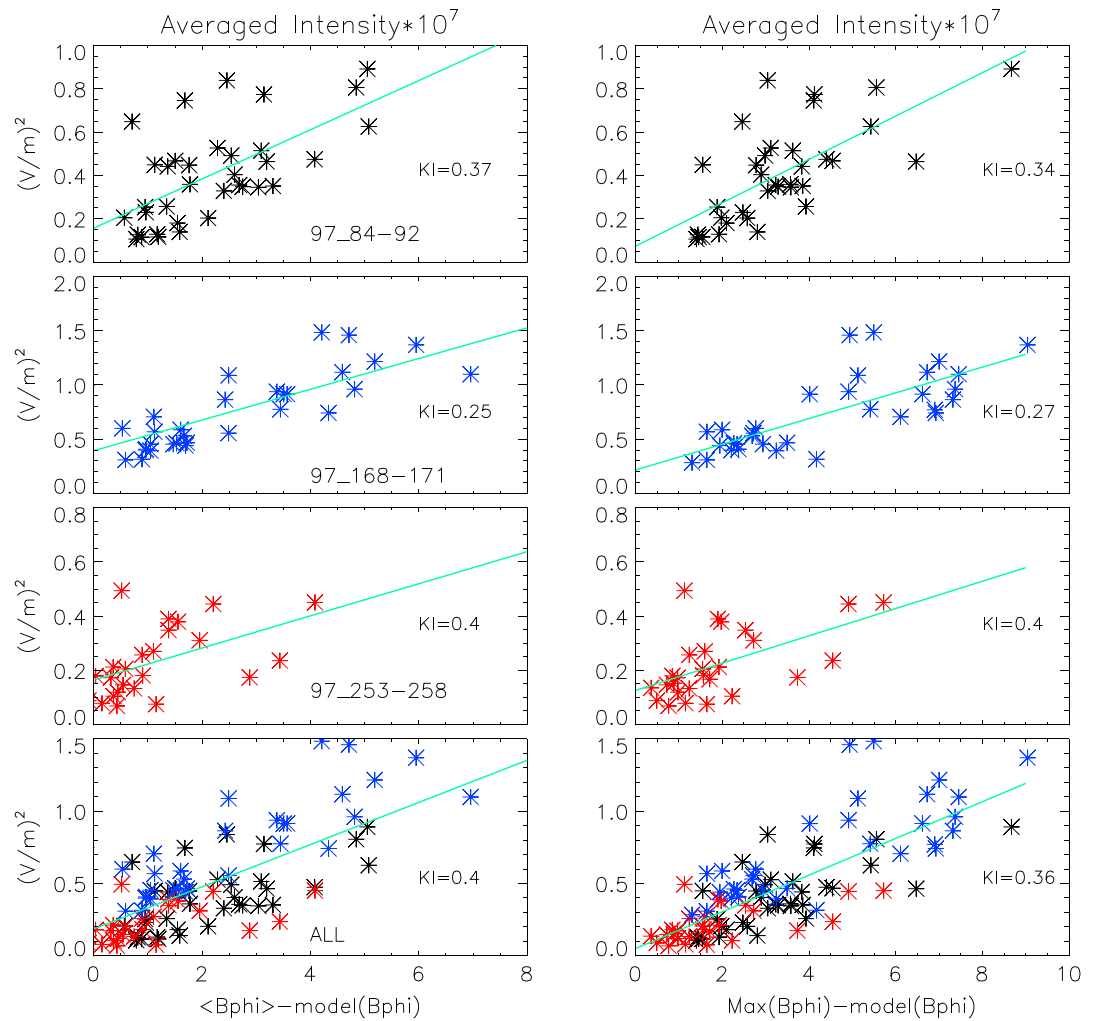 Averaged Intensity*10⁷
Averaged Intensity*10⁷
1.0
0.8
0.6
0.4
0.2
0.0
(V/m)²
KI=0.37
97_84-92
1.0
0.8
0.6
0.4
0.2
0.0
KI=0.34
2.0
1.5
1.0
0.5
0.0
(V/m)²
KI=0.25
97_168-171
2.0
1.5
1.0
0.5
0.0
KI=0.27
0.8
0.6
0.4
0.2
0.0
(V/m)²
KI=0.4
97_253-258
0.8
0.6
0.4
0.2
0.0
KI=0.4
1.5
1.0
0.5
0.0
(V/m)²
KI=0.4
ALL
0 2 4 6 8
<Bphi>-model(Bphi)
1.5
1.0
0.5
0.0
KI=0.36
0 2 4 6 8 10
Max(Bphi)-model(Bphi)